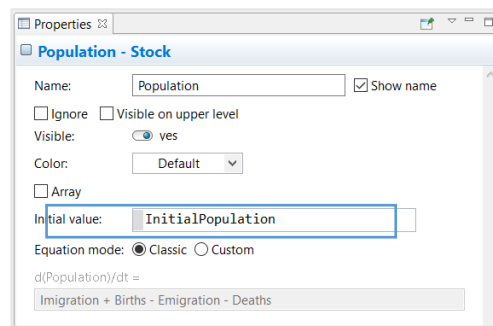 Properties
Population - Stock
Name: Population Show name
Ignore Visible on upper level
Visible: yes
Color: Default
Array
Initial value: InitialPopulation
Equation mode: Classic Custom
d(Population)/dt =
Imigration + Births - Emigration - Deaths